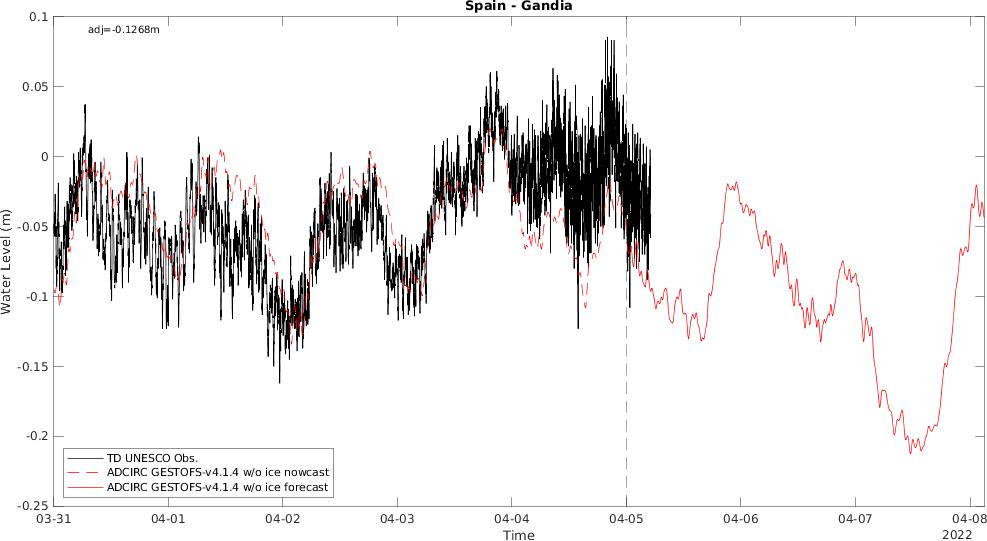 Spain - Gandia
adj=-0.1268m
0.1
0.05
0
-0.05
-0.1
-0.15
-0.2
-0.25
Water Level (m)
TD UNESCO Obs.
ADCIRC GESTOFS-v4.1.4 w/o ice nowcast
ADCIRC GESTOFS-v4.1.4 w/o ice forecast
03-31 04-01 04-02 04-03 04-04 04-05 04-06 04-07 04-08
Time
2022